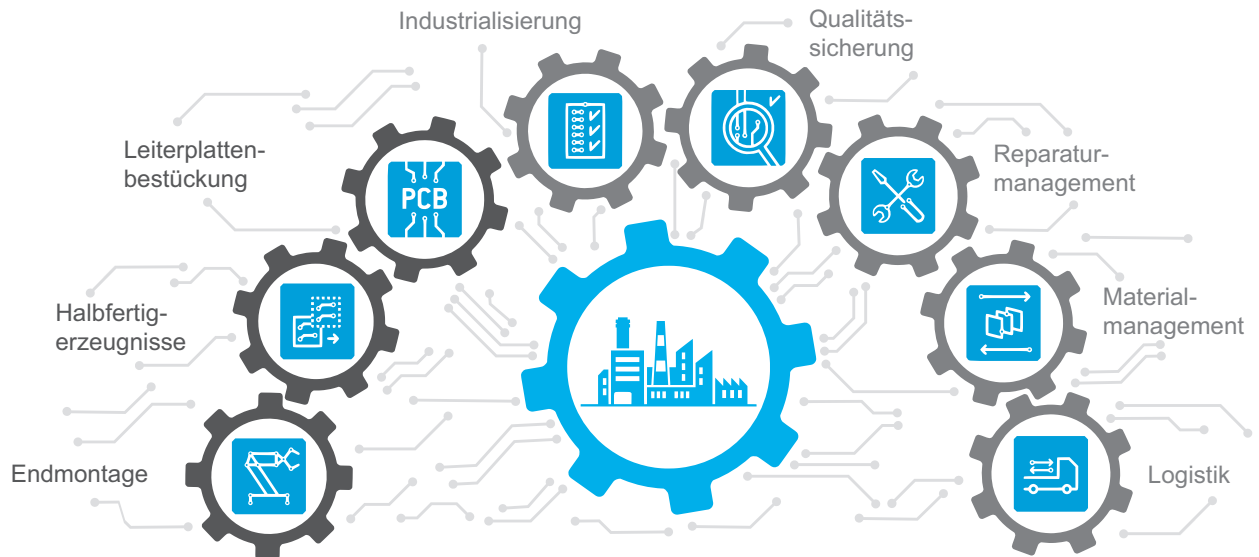 Industrialisierung
Qualitäts-
sicherung
Leiterplatten-
bestückung
PCB
Reparatur-
management
Halbfertig-
erzeugnisse
Material-
management
Endmontage
Logistik